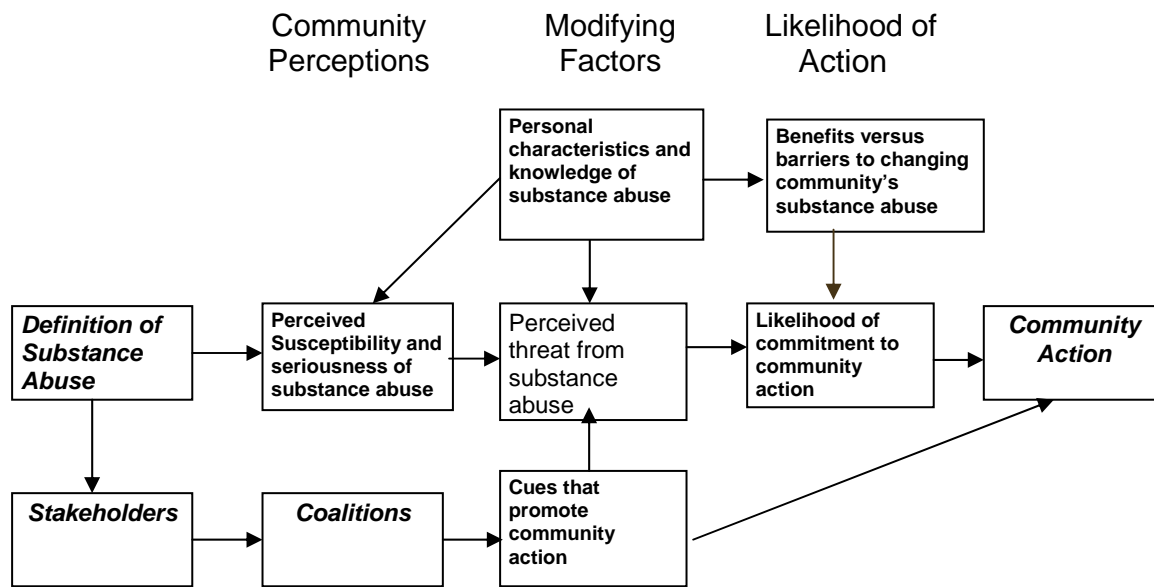 Community
Perceptions
Modifying
Factors
Likelihood of
Action
Personal
characteristics and
knowledge of
substance abuse
Benefits versus
barriers to changing
community’s
substance abuse
Definition of
Substance
Abuse
Perceived
Susceptibility and
seriousness of
substance abuse
Perceived
threat from
substance
abuse
Likelihood of
commitment to
community
action
Community
Action
Stakeholders
Coalitions
Cues that
promote
community
action